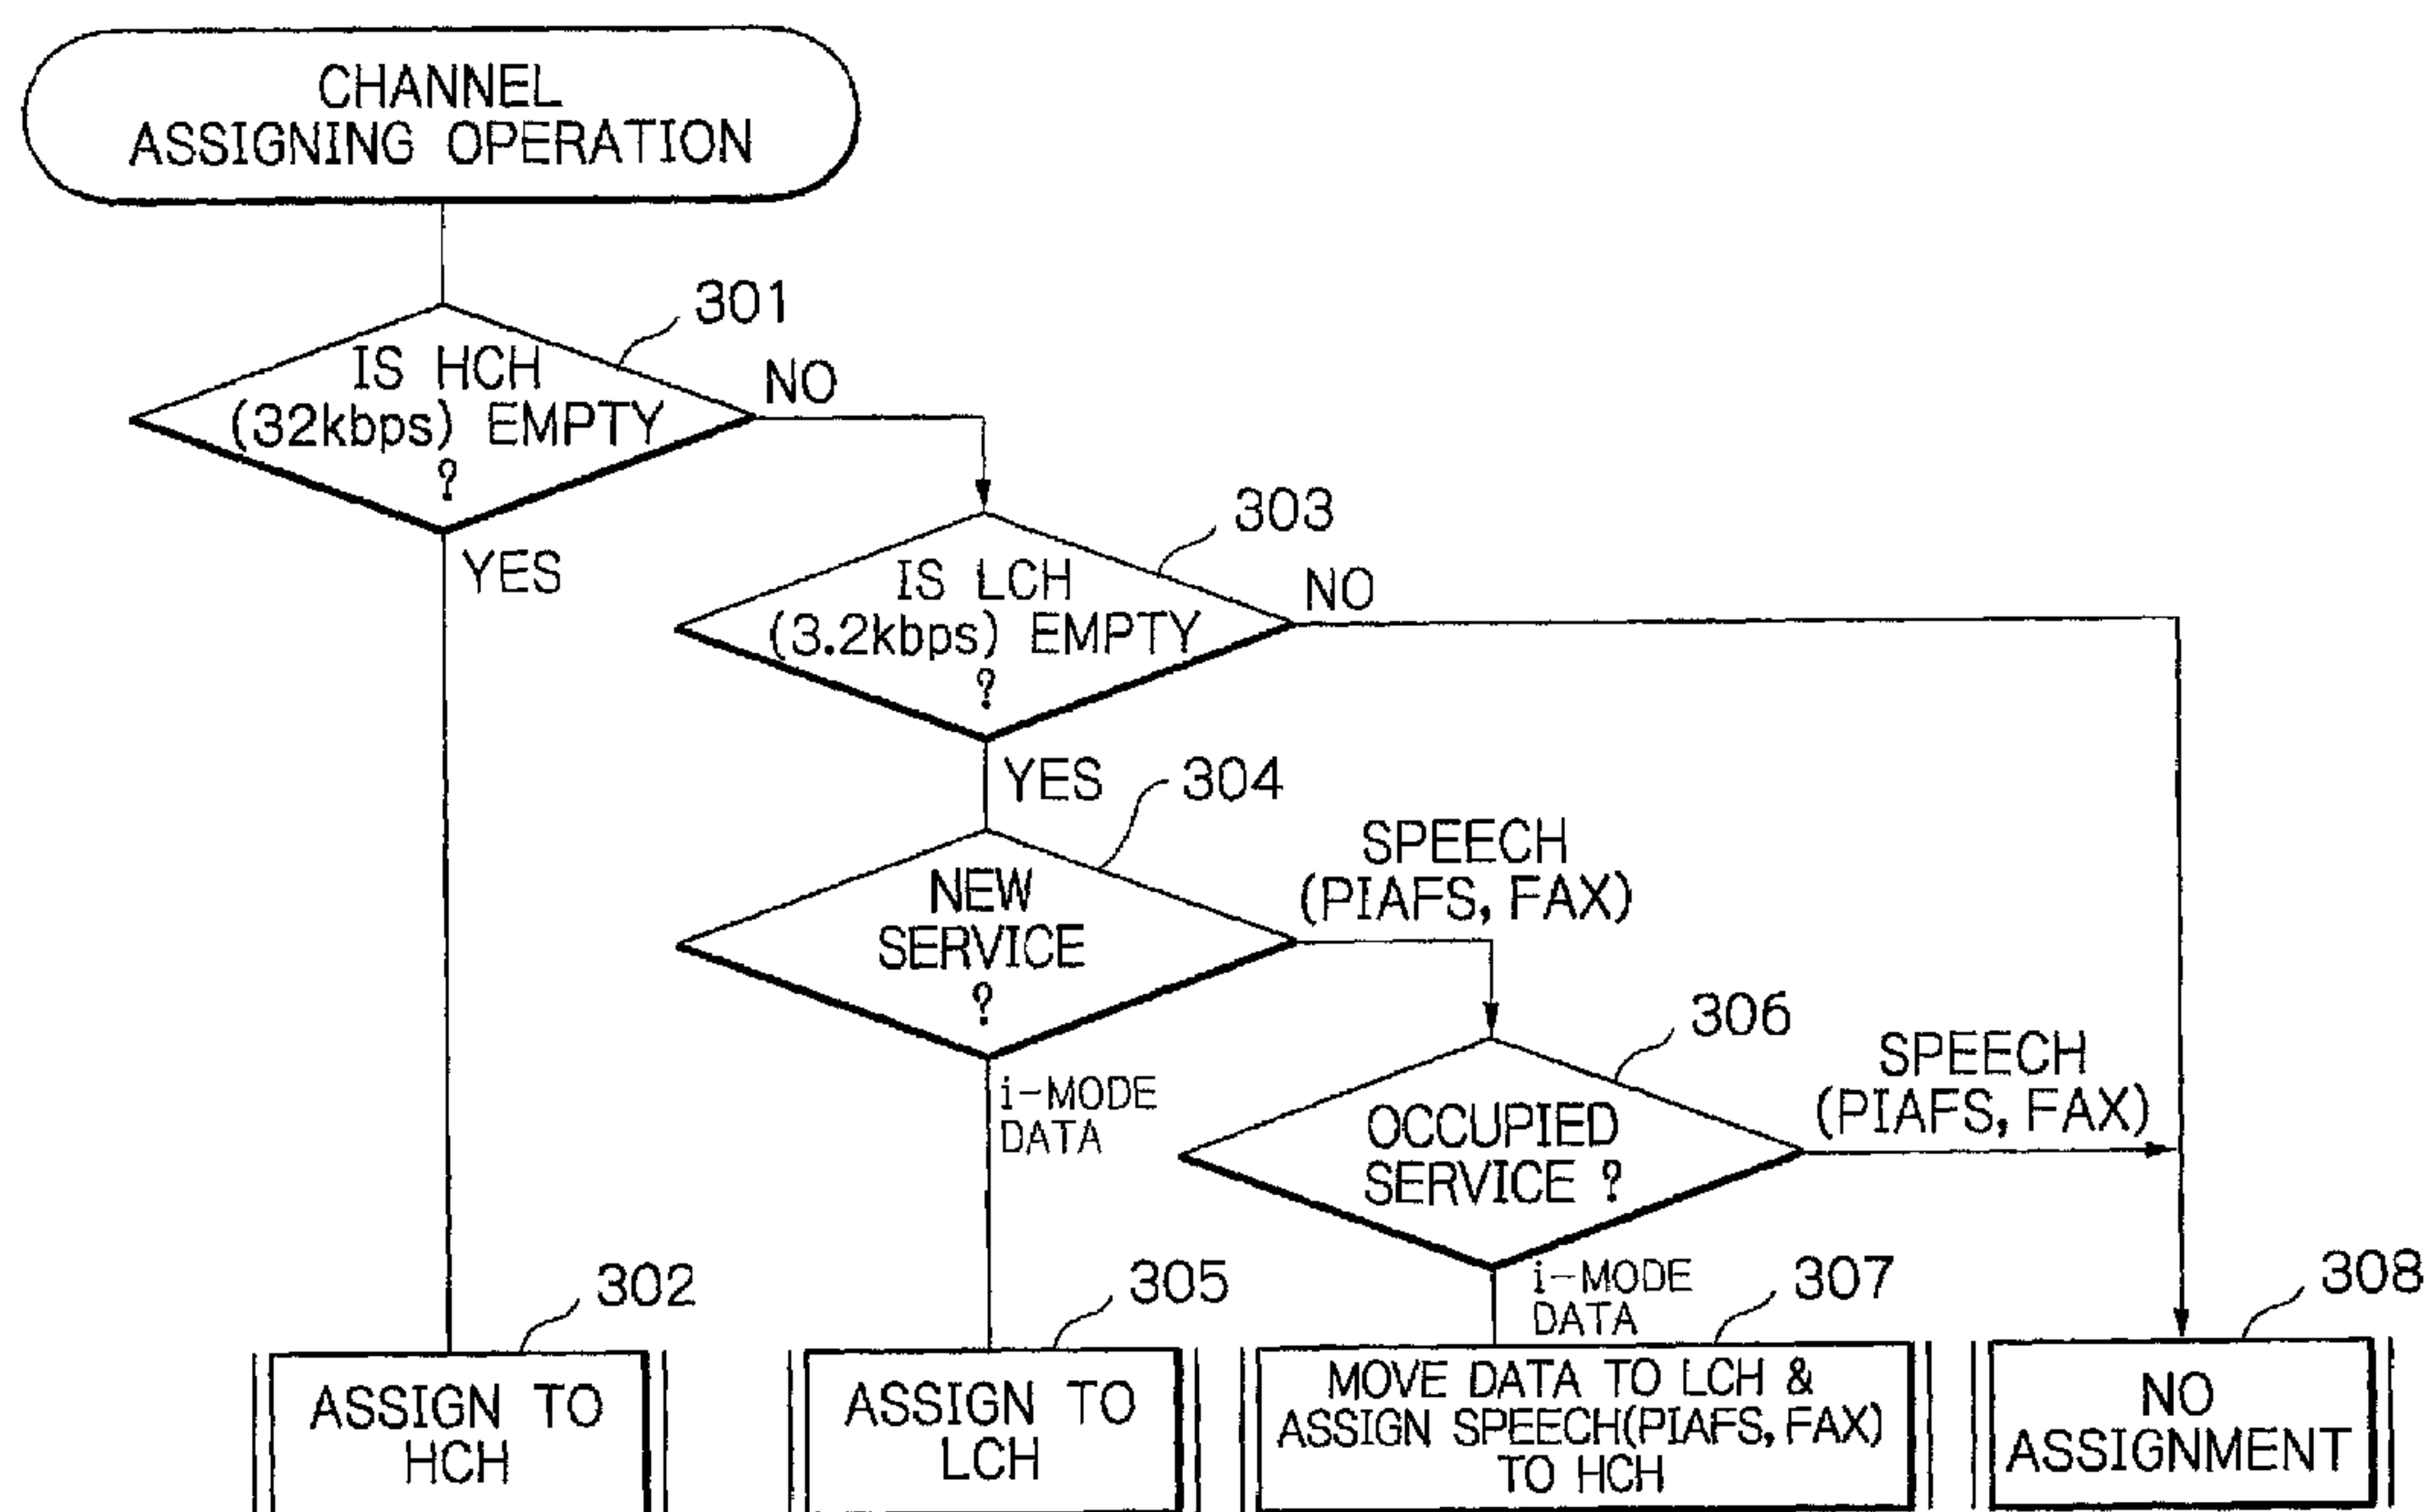 CHANNEL
ASSIGNING OPERATION
301
IS HCH
(32kbps) EMPTY
?
NO
YES
303
IS LCH
(3.2kbps) EMPTY
?
NO
YES
304
NEW
SERVICE
?
SPEECH
(PIAFS, FAX)
i-MODE
DATA
306
OCCUPIED
SERVICE ?
SPEECH
(PIAFS, FAX)
i-MODE
DATA
302
ASSIGN TO
HCH
305
ASSIGN TO
LCH
307
MOVE DATA TO LCH &
ASSIGN SPEECH(PIAFS, FAX)
TO HCH
308
NO
ASSIGNMENT